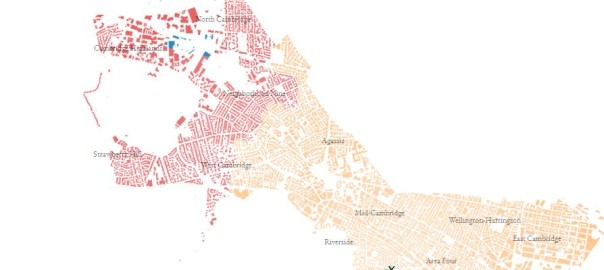 North Cambridge
Cambridge Highlands
Neighborhood Nine
Agassiz
Strawberry Hill
West Cambridge
Mid-Cambridge
Wellington-Harrington
Riverside
East Cambridge
Area Four
X